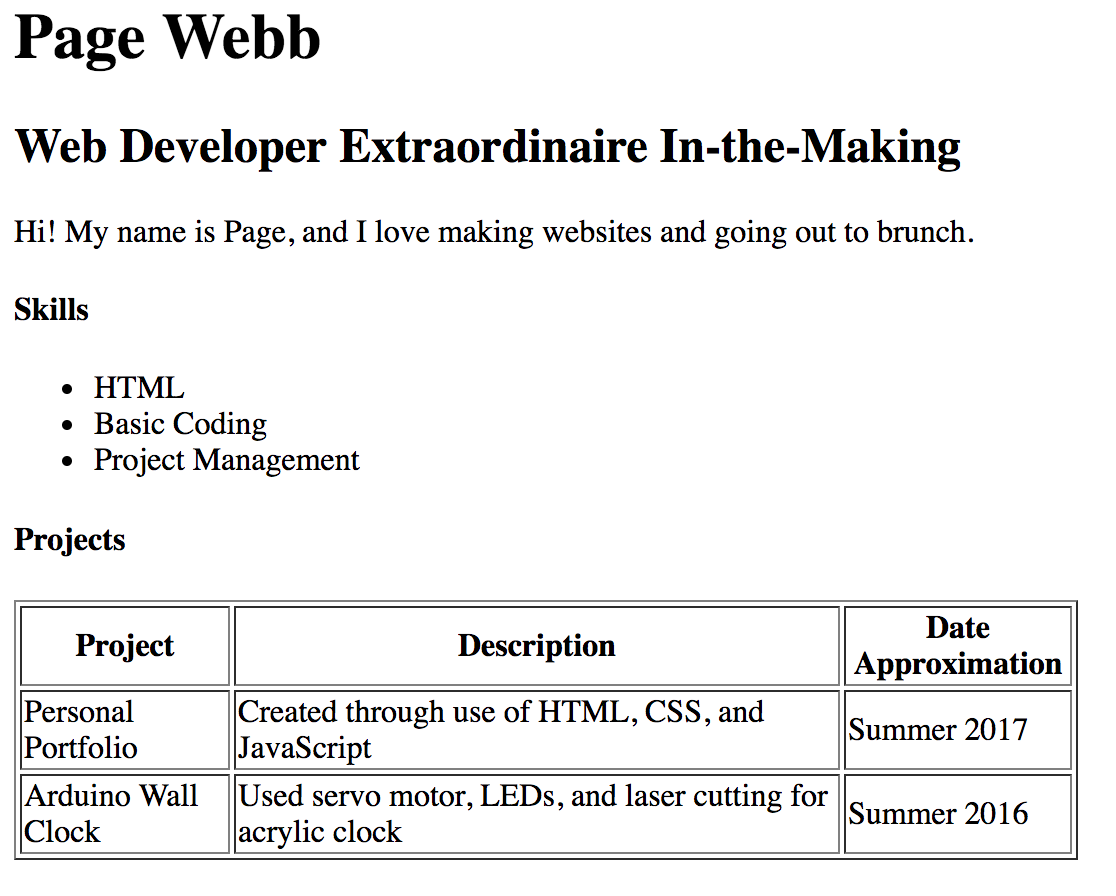 Page Webb
Web Developer Extraordinaire In-the-Making
Hi! My name is Page, and I love making websites and going out to brunch.
Skills
• HTML
• Basic Coding
• Project Management
Projects
Project
Description
Date
Approximation
Personal
Portfolio
Created through use of HTML, CSS, and
JavaScript
Summer 2017
Arduino Wall
Clock
Used servo motor, LEDs, and laser cutting for
acrylic clock
Summer 2016